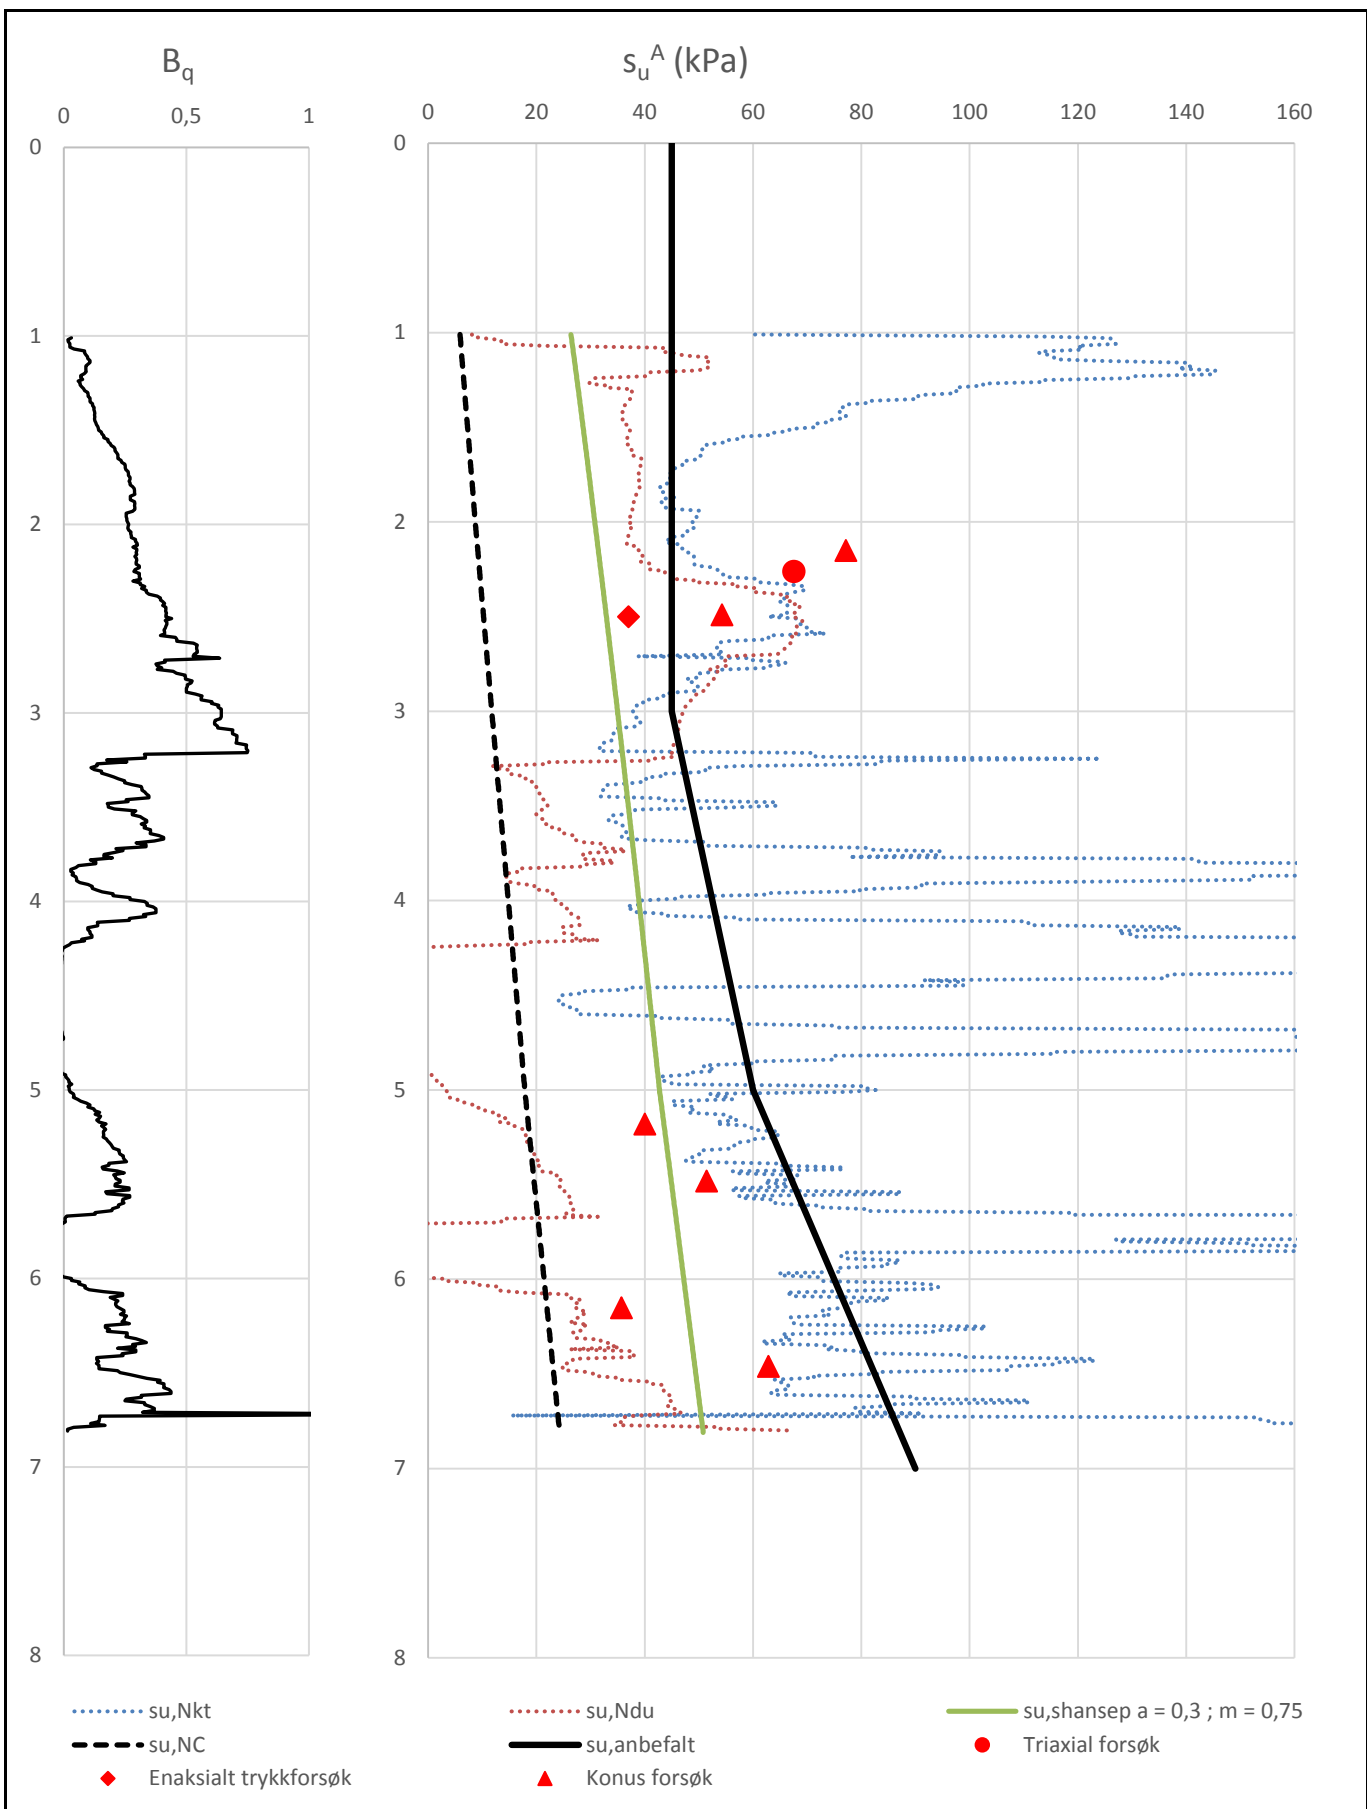 B_q
s_u^A (kPa)
0 0,5 1
0 20 40 60 80 100 120 140 160
0
1
2
3
4
5
6
7
8
0
1
2
3
4
5
6
7
8
su,Nkt
su,Ndu
su,shansep a = 0,3 ; m = 0,75
su,NC
su,anbefalt
Triaxial forsøk
Enaksialt trykkforsøk
Konus forsøk